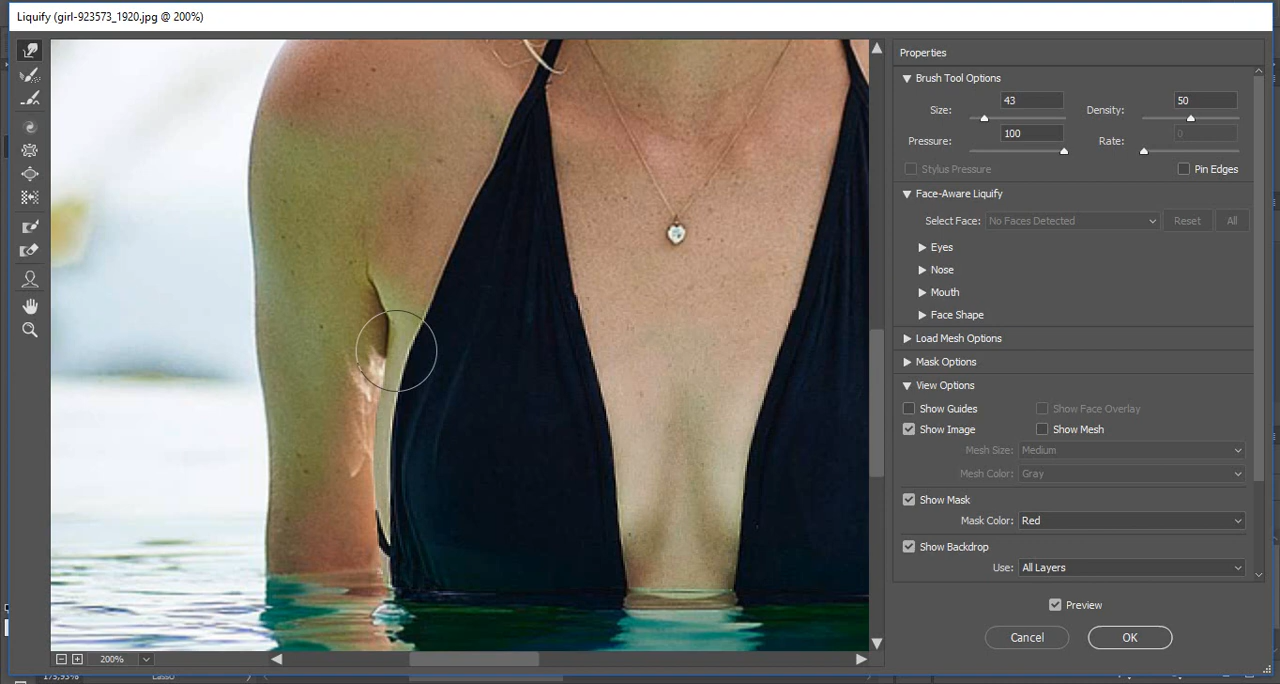 Liquify (girl-923573_1920.jpg @ 200%)
Properties
Brush Tool Options
Size: 43 Density: 50
Pressure: 100 Rate: 0
Stylus Pressure Pin Edges
Face-Aware Liquify
Select Face: No Faces Detected Reset All
Eyes
Nose
Mouth
Face Shape
Load Mesh Options
Mask Options
View Options
Show Guides Show Face Overlay
Show Image Show Mesh
Mesh Size: Medium
Mesh Color: Gray
Show Mask
Mask Color: Red
Show Backdrop
Use: All Layers
Preview
Cancel OK
200%